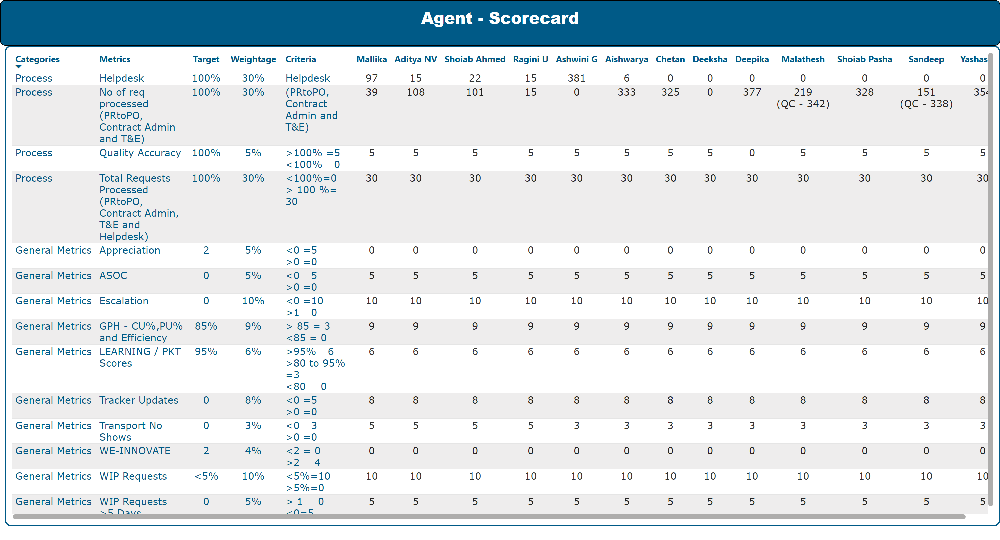 Agent - Scorecard
Categories Metrics Target Weightage Criteria Mallika Aditya NV Shoiab Ahmed Ragini U Ashwini G Aishwarya Chetan Deeksha Deepika Malathesh Shoiab Pasha Sandeep Yashas
Process Helpdesk 100% 30% Helpdesk 97 15 22 15 381 6 0 0 0 0 0 0 0
Process No of req 100% 30% (PRtoPO, 39 108 101 15 0 333 325 0 377 219 328 151 354
processed Contract (QC - 342) (QC - 338)
(PRtoPO, Admin and
Contract Admin T&E)
and T&E)
Process Quality Accuracy 100% 5% >100% =5 5 5 5 5 5 5 5 5 0 5 5 5 5
<100% =0
Process Total Requests 100% 30% <100%=0 30 30 30 30 30 30 30 30 30 30 30 30 30
Processed > 100 %=
(PRtoPO, 30
Contract Admin,
T&E and
Helpdesk)
General Metrics Appreciation 2 5% <0 =5 0 0 0 0 0 0 0 0 0 0 0 0 0
>0 =0
General Metrics ASOC 0 5% <0 =5 5 5 5 5 5 5 5 5 5 5 5 5 5
>0 =0
General Metrics Escalation 0 10% <0 =10 10 10 10 10 10 10 10 10 10 10 10 10 10
>1 =0
General Metrics GPH - CU%,PU% 85% 9% > 85 = 3 9 9 9 9 9 9 9 9 9 9 9 9 9
and Efficiency <85 = 0
General Metrics LEARNING / PKT 95% 6% >95% =6 6 6 6 6 6 6 6 6 6 6 6 6 6
Scores >80 to 95%
=3
<80 = 0
General Metrics Tracker Updates 0 8% <0 =5 8 8 8 8 8 8 8 8 8 8 8 8 8
>0 =0
General Metrics Transport No 0 3% <0 =3 5 5 5 5 3 3 3 3 3 3 3 3 3
Shows >0 =0
General Metrics WE-INNOVATE 2 4% <2 = 0 0 0 0 0 0 0 0 0 0 0 0 0 0
>2 = 4
General Metrics WIP Requests <5% 10% <5%=10 10 10 10 10 10 10 10 10 10 10 10 10 10
>5%=0
General Metrics WIP Requests 0 5% > 1 = 0 5 5 5 5 5 5 5 5 5 5 5 5 5
>5 Days <0=5